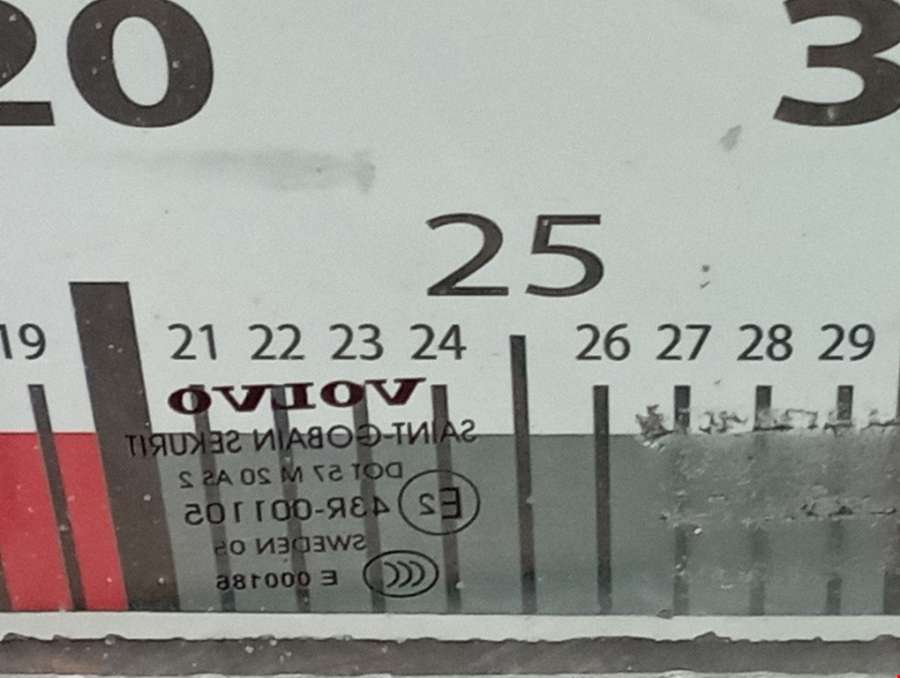 20 3
25
19 21 22 23 24 26 27 28 29
VOLVO
SAINT-GOBAIN SEKURIT
DOT 57 M 20 AS 2
E2 43R-001105
SWEDEN 05
CCC E 000186